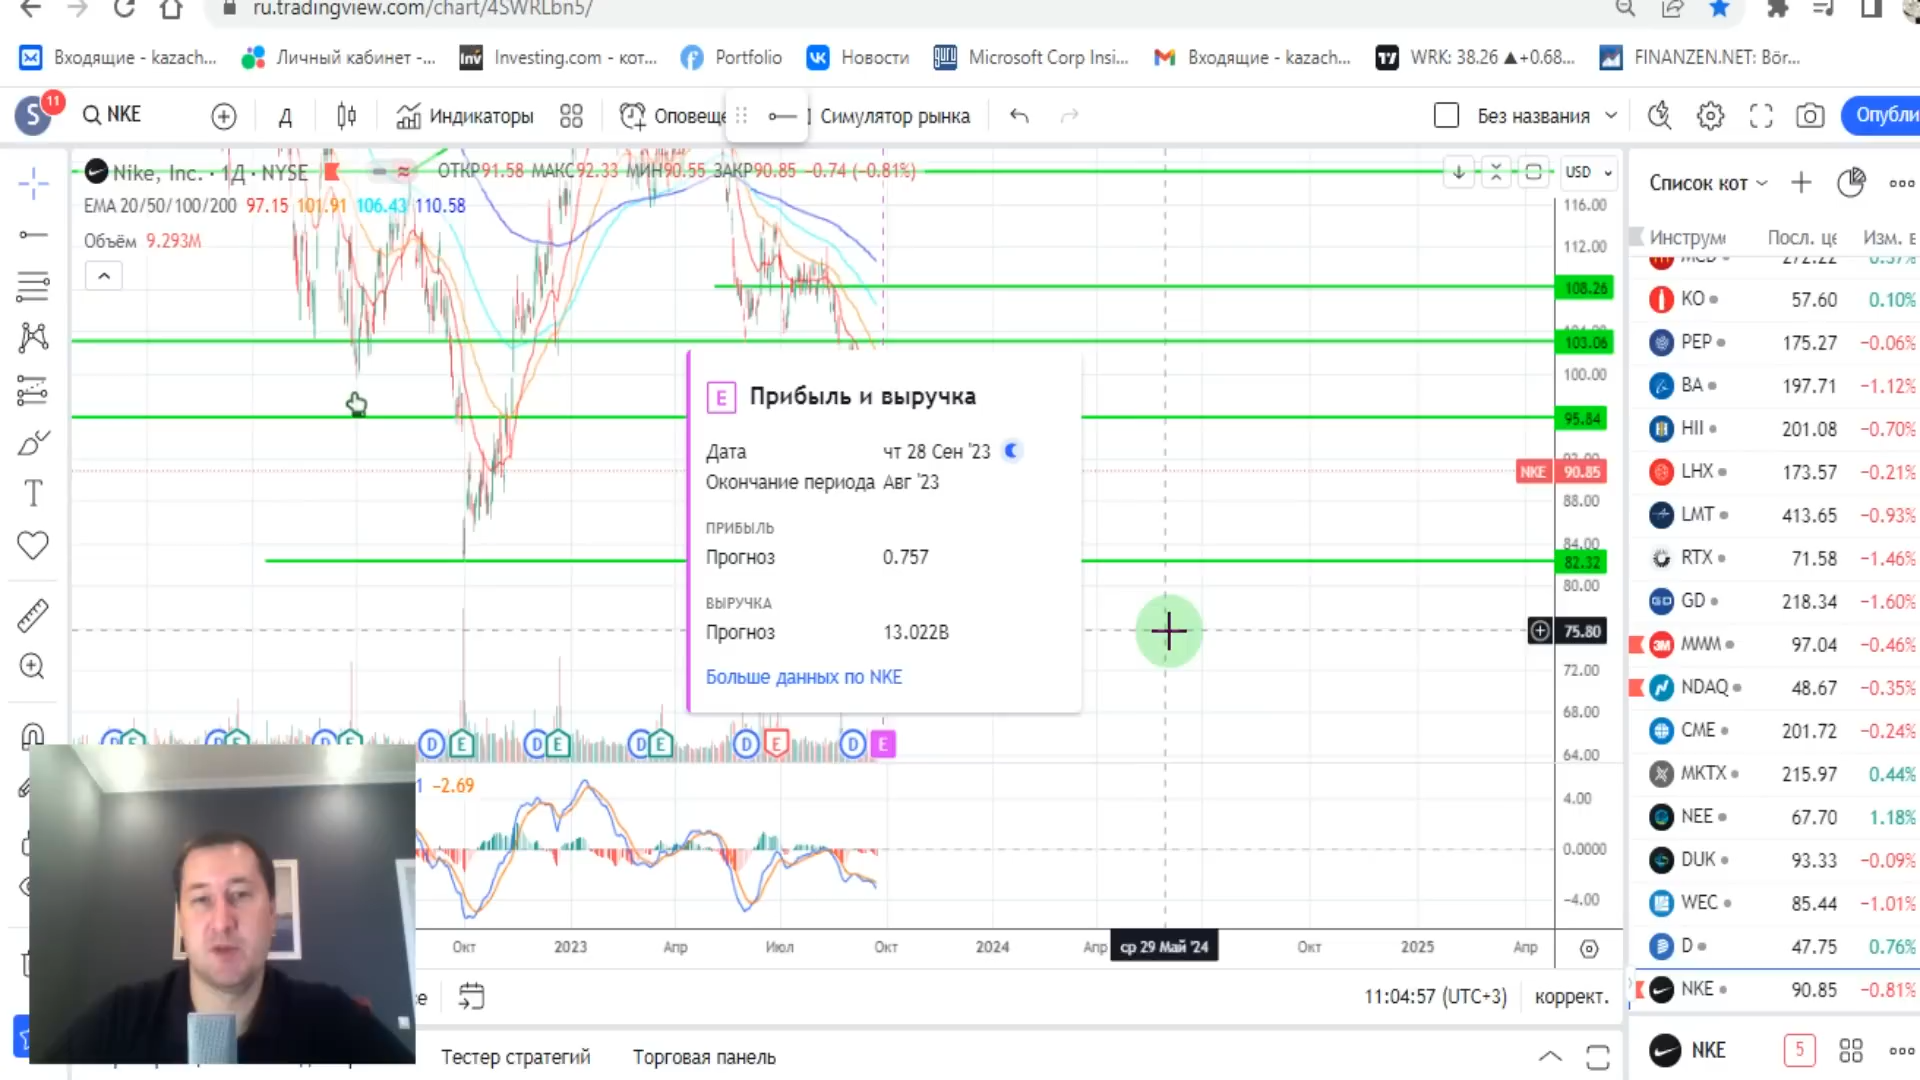 ru.tradingview.com/chart/4SWRLbn5/
Входящие - kazach...
Личный кабинет -...
Investing.com - кот...
Portfolio
Новости
Microsoft Corp Insi...
Входящие - kazach...
WRK: 38.26 ▲+0.68...
FINANZEN.NET: Bör...
S 11
NKE
Д
Индикаторы
Оповеще
Симулятор рынка
Без названия
Опубли
Nike, Inc. · 1Д · NYSE
ОТКР91.58 МАКС92.33 МИН90.55 ЗАКР90.85 −0.74 (−0.81%)
USD
EMA 20/50/100/200 97.15 101.91 106.43 110.58
Объём 9.293M
116.00
112.00
108.26
103.06
100.00
95.84
NKE 90.85
88.00
84.00
82.32
80.00
75.80
72.00
68.00
64.00
E Прибыль и выручка
Дата чт 28 Сен '23
Окончание периода Авг '23
ПРИБЫЛЬ
Прогноз 0.757
ВЫРУЧКА
Прогноз 13.022B
Больше данных по NKE
D E D E D E D E D E
−2.69
4.00
0.0000
−4.00
Окт 2023 Апр Июл Окт 2024 Апр ср 29 Май '24 Окт 2025 Апр
11:04:57 (UTC+3) коррект.
Тестер стратегий
Торговая панель
Список кот
Инструм Посл. це Изм. в
KO 57.60 0.10%
PEP 175.27 −0.06%
BA 197.71 −1.12%
HII 201.08 −0.70%
LHX 173.57 −0.21%
LMT 413.65 −0.93%
RTX 71.58 −1.46%
GD 218.34 −1.60%
MMM 97.04 −0.46%
NDAQ 48.67 −0.35%
CME 201.72 −0.24%
MKTX 215.97 0.44%
NEE 67.70 1.18%
DUK 93.33 −0.09%
WEC 85.44 −1.01%
D 47.75 0.76%
NKE 90.85 −0.81%
NKE 5